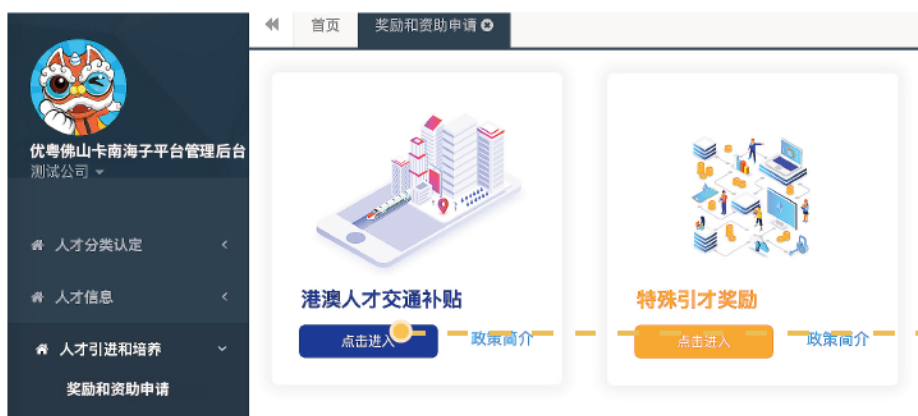 首页 奖励和资助申请
优粤佛山卡南海子平台管理后台
测试公司
人才分类认定
人才信息
人才引进和培养
奖励和资助申请
港澳人才交通补贴
点击进入 政策简介
特殊引才奖励
点击进入 政策简介